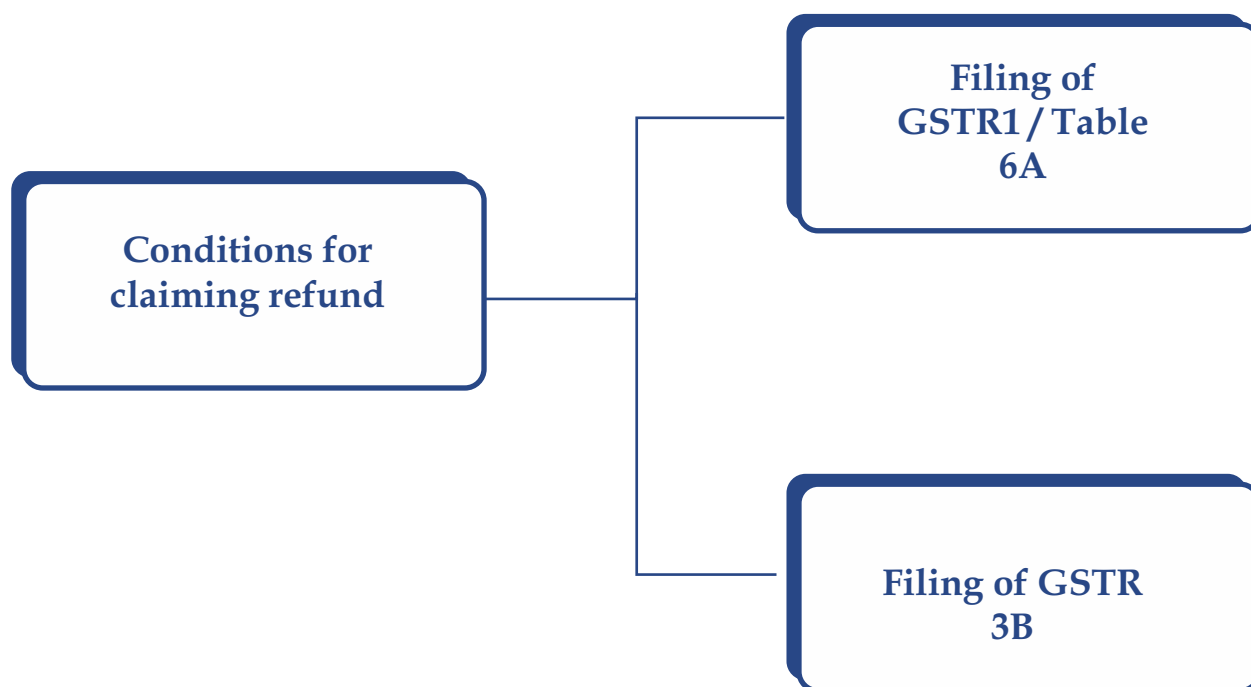 Filing of
GSTR1 / Table
6A
Conditions for
claiming refund
Filing of GSTR
3B